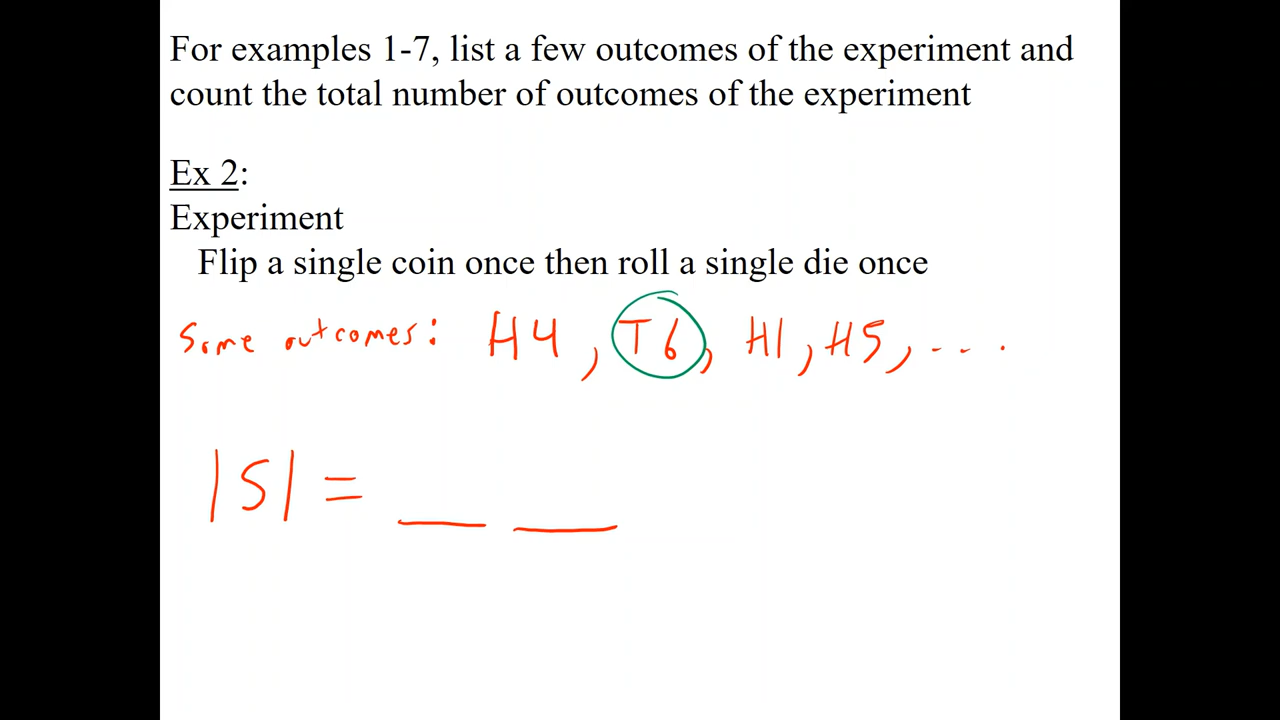 For examples 1-7, list a few outcomes of the experiment and
count the total number of outcomes of the experiment
Ex 2:
Experiment
Flip a single coin once then roll a single die once
Some outcomes: H4, T6, H1, H5, ...
|S| = __ __